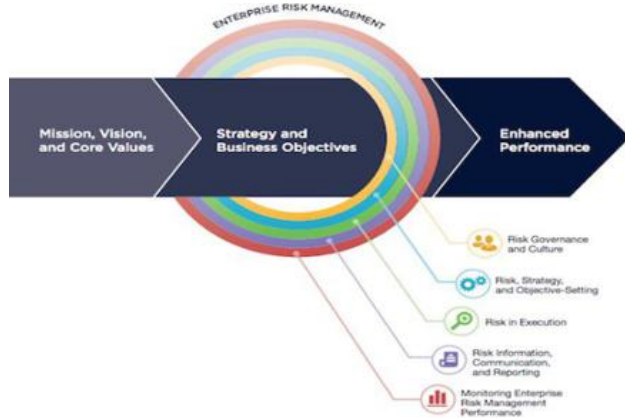 ENTERPRISE RISK MANAGEMENT
Mission, Vision,
and Core Values
Strategy and
Business Objectives
Enhanced
Performance
Risk Governance
and Culture
Risk, Strategy,
and Objective-Setting
Risk in Execution
Risk Information,
Communication,
and Reporting
Monitoring Enterprise
Risk Management
Performance